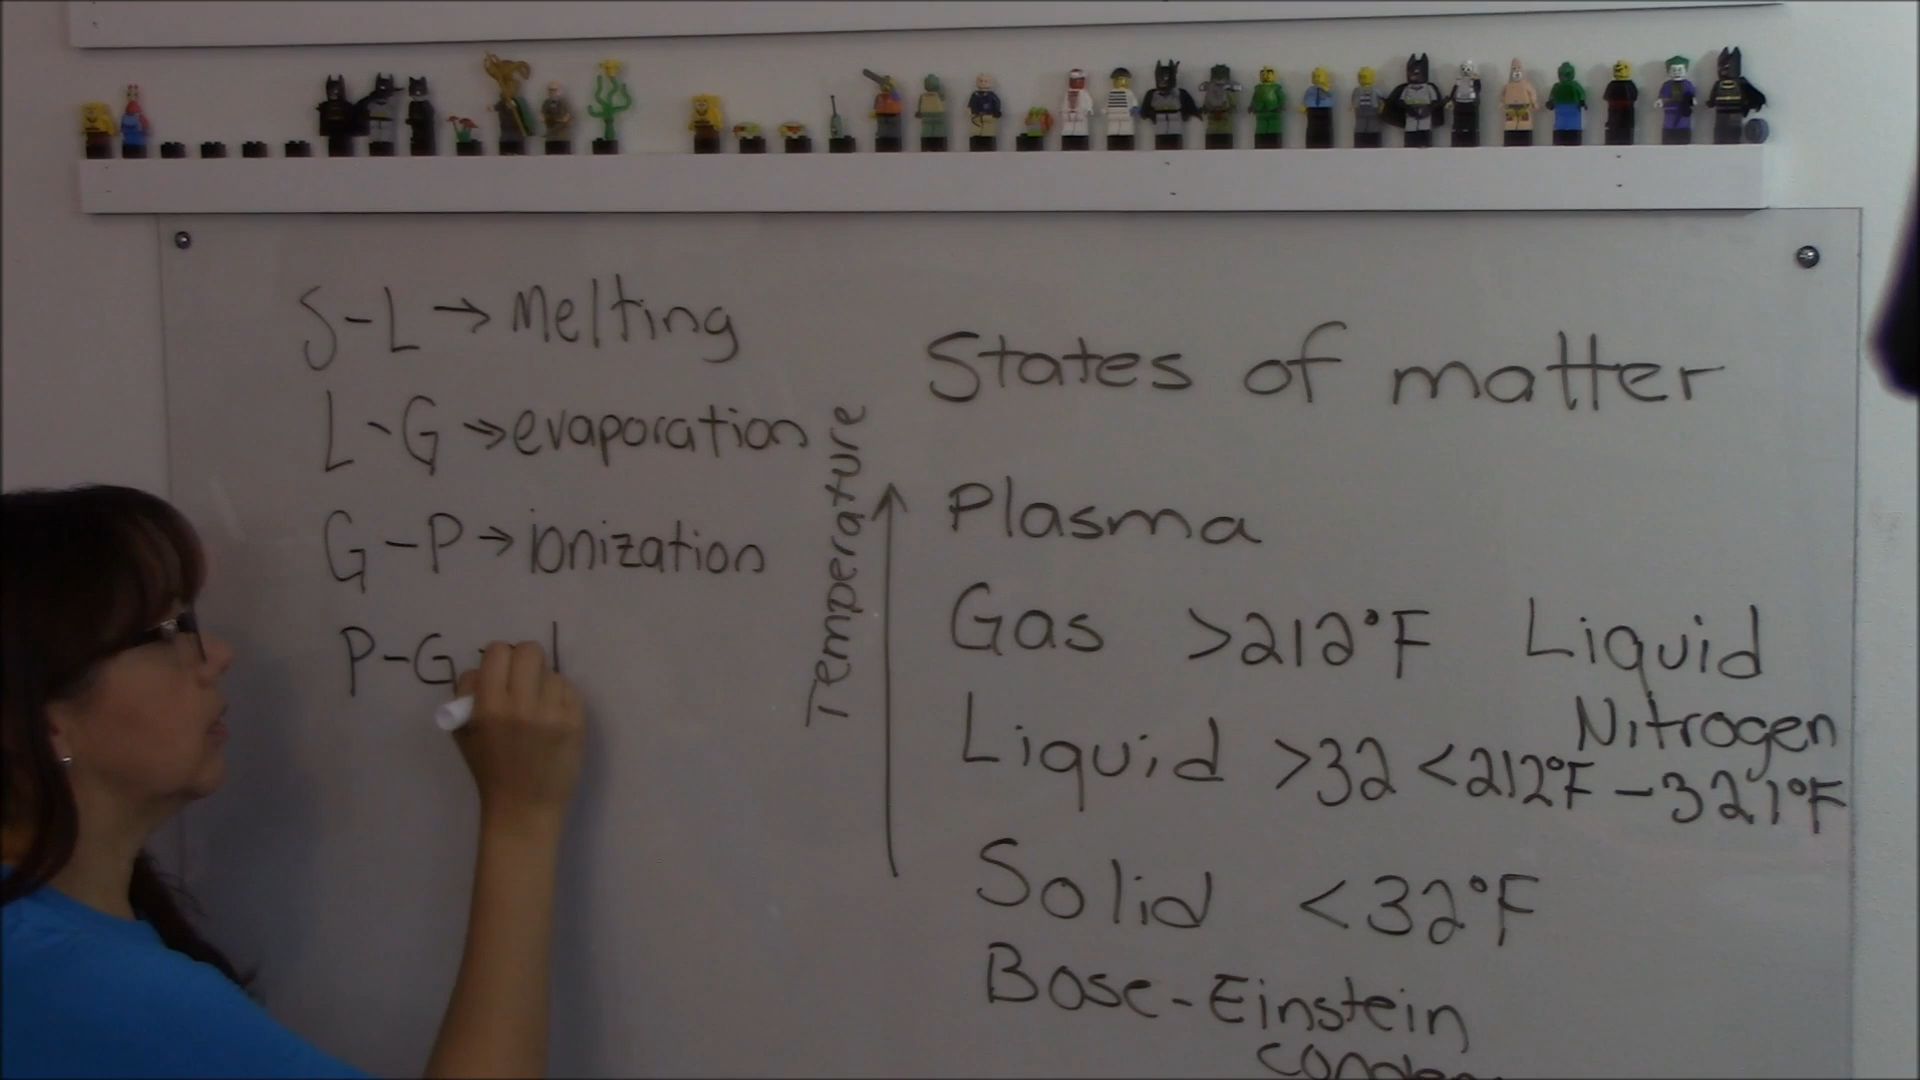 S-L → Melting
L-G → evaporation
G-P → ionization
P-G
Temperature
States of matter
Plasma
Gas >212°F
Liquid >32 <212°F
Solid <32°F
Bose-Einstein
Liquid
Nitrogen
-321°F